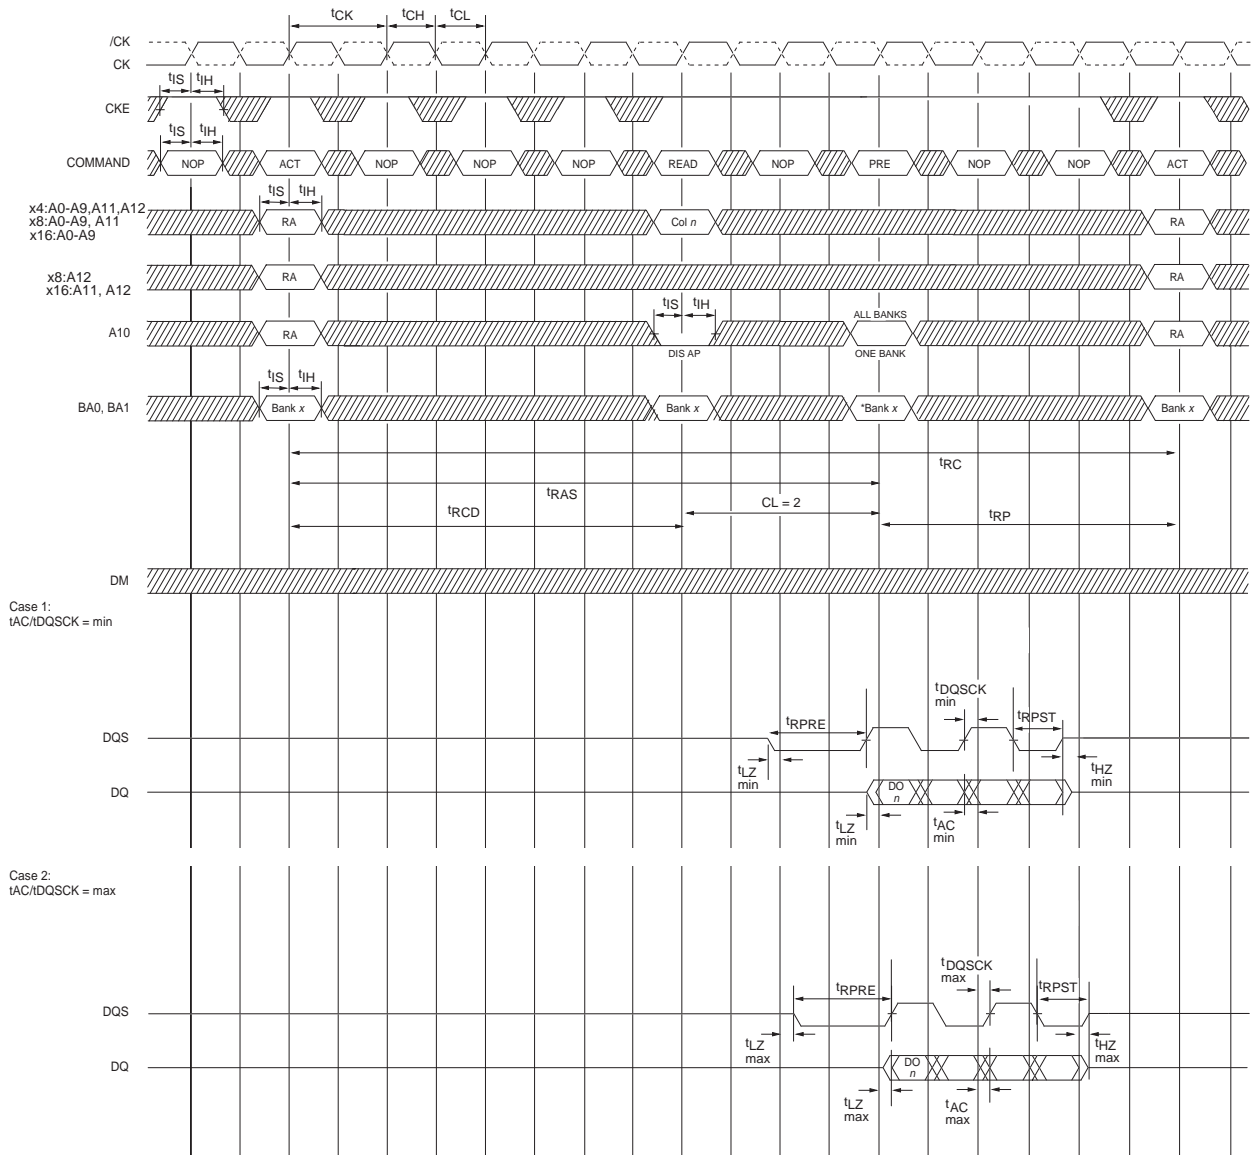 tCK tCH tCL
/CK
CK
tIS tIH
CKE
tIS tIH
COMMAND NOP ACT NOP NOP NOP READ NOP PRE NOP NOP ACT
tIS tIH
x4:A0-A9,A11,A12
x8:A0-A9, A11
x16:A0-A9
RA Col n RA
x8:A12
x16:A11, A12
RA RA
tIS tIH ALL BANKS
A10 RA RA
DIS AP ONE BANK
tIS tIH
BA0, BA1 Bank x Bank x *Bank x Bank x
tRC
tRAS
CL = 2
tRCD tRP
DM
Case 1:
tAC/tDQSCK = min
tDQSCK
min
tRPRE tRPST
DQS
tLZ
min
tHZ
min
DQ DO
n
tLZ
min
tAC
min
Case 2:
tAC/tDQSCK = max
tDQSCK
max
tRPRE tRPST
DQS
tLZ
max
tHZ
max
DQ DO
n
tLZ
max
tAC
max